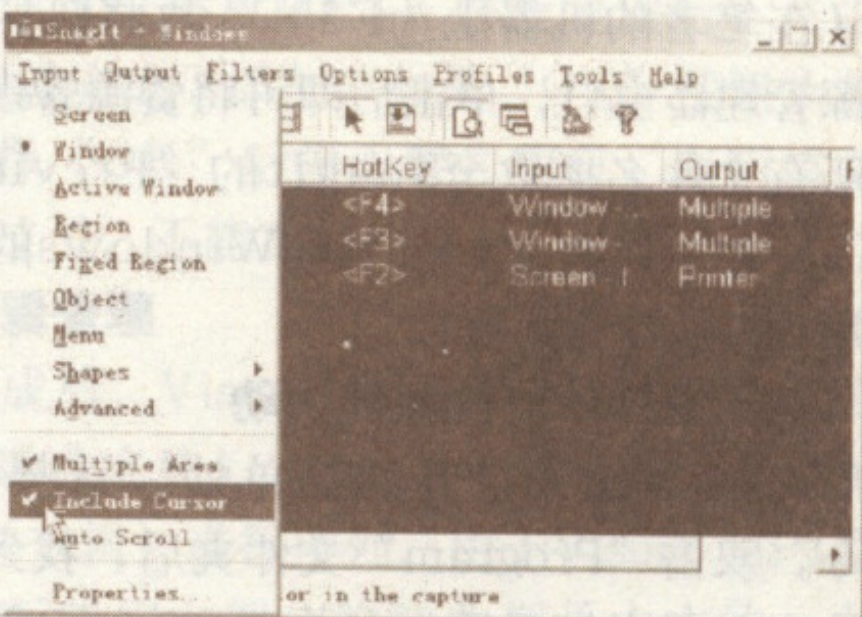 SnagIt - Windows
Input Output Filters Options Profiles Tools Help
Screen
Window
Active Window
Region
Fixed Region
Object
Menu
Shapes
Advanced
Multiple Area
Include Cursor
Auto Scroll
Properties...
HotKey Input Output F
<F4> Window - ... Multiple
<F3> Window - Multiple S
<F2> Screen - I Printer
or in the capture